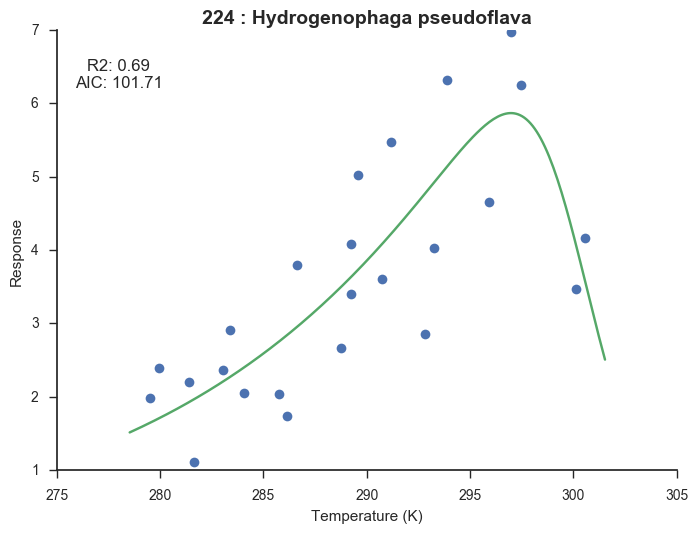 224 : Hydrogenophaga pseudoflava
R2: 0.69
AIC: 101.71
Response
7
6
5
4
3
2
1
275 280 285 290 295 300 305
Temperature (K)